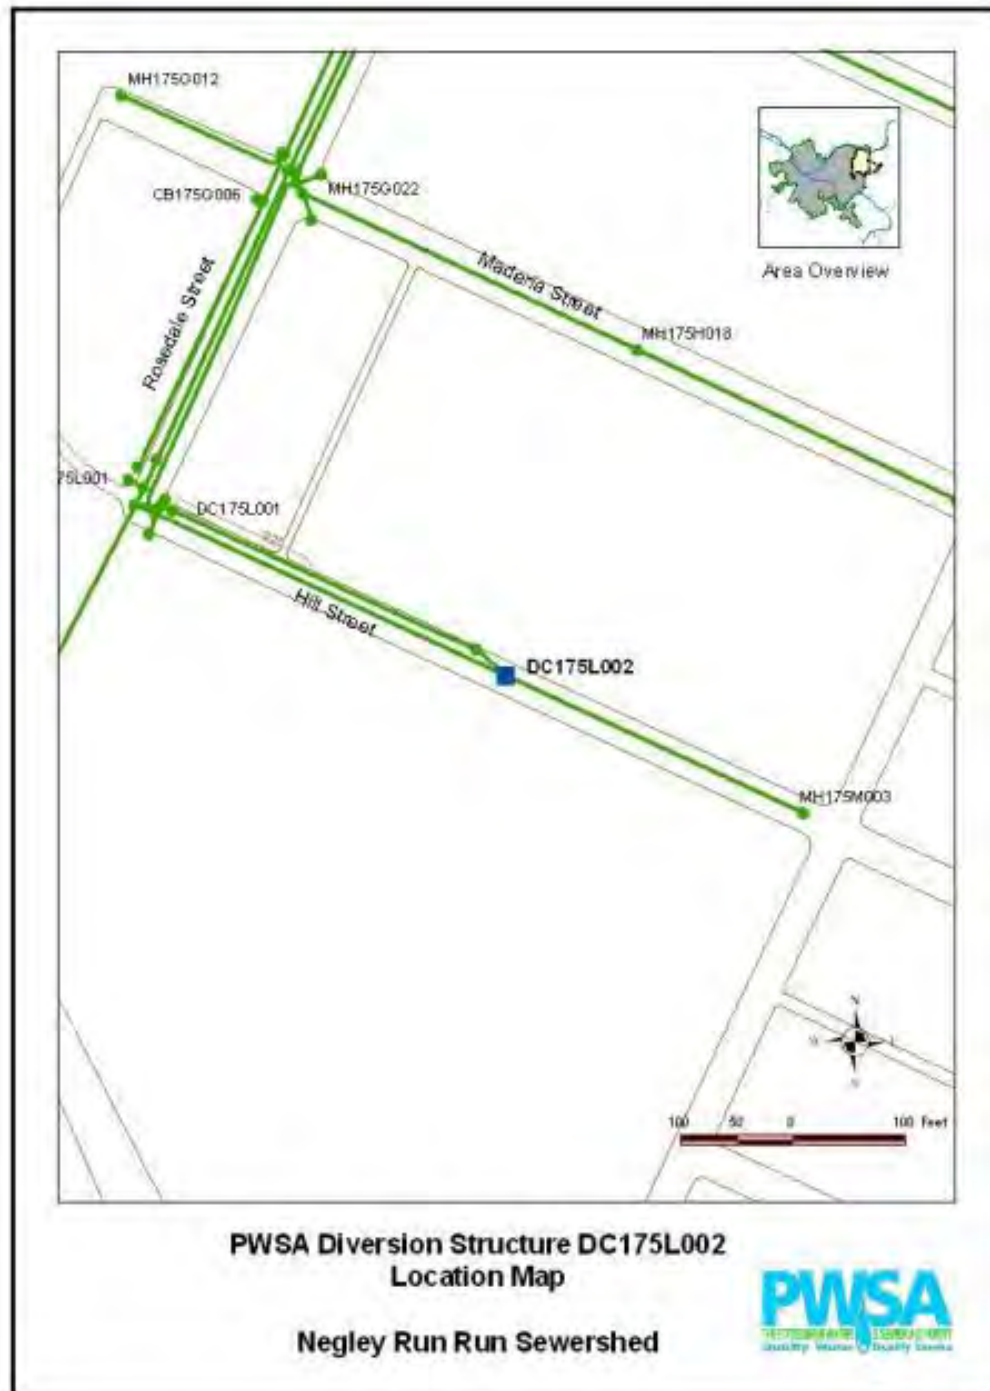 MH175G012
CB175G006
MH175G022
Area Overview
Rosedale Street
Maderia Street
MH175H018
75L901
DC175L001
Hill Street
DC175L002
MH175M003
N
100 50 0 100 Feet
PWSA Diversion Structure DC175L002
Location Map
Negley Run Run Sewershed
PWSA